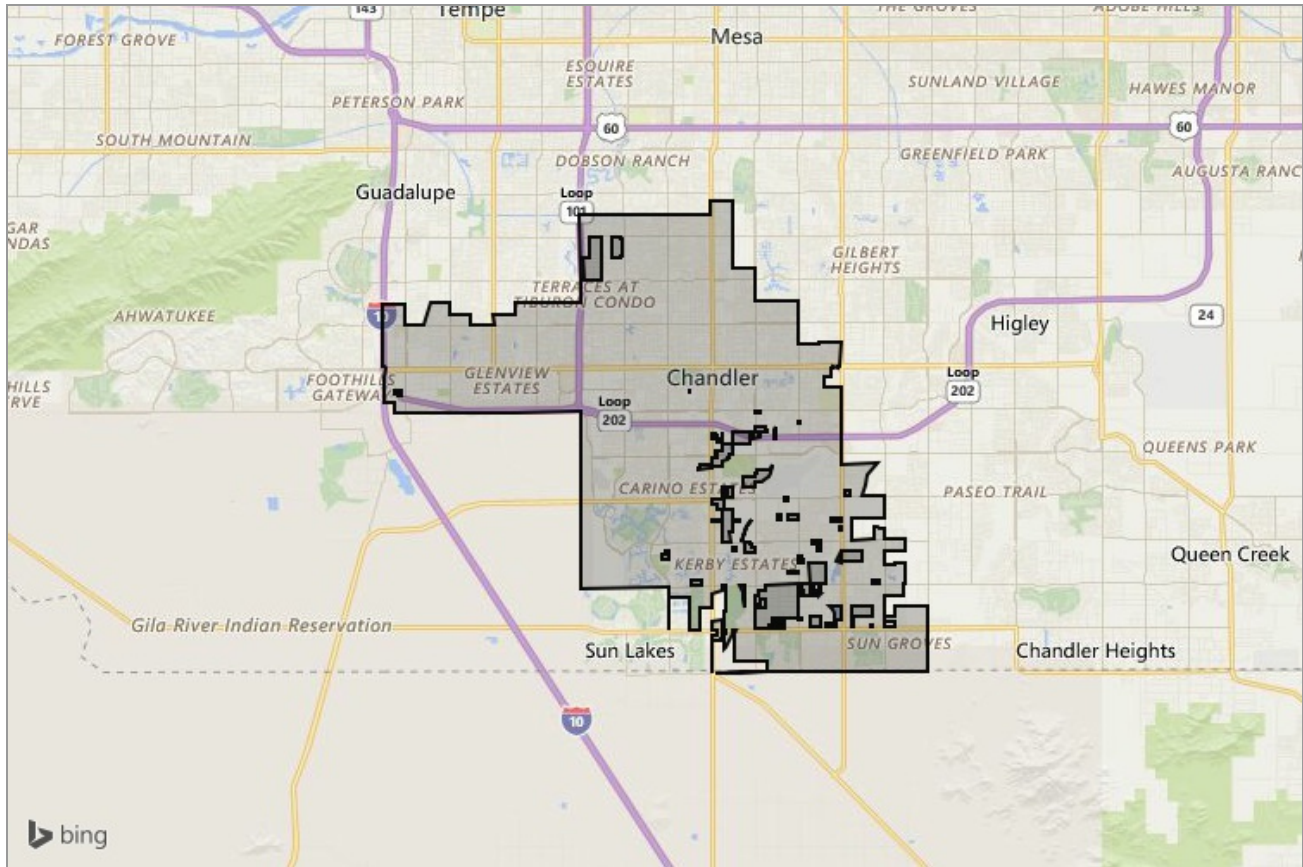 143
Tempe
THE GROVES
ADOBE HILLS
FOREST GROVE
Mesa
ESQUIRE
ESTATES
SUNLAND VILLAGE
HAWES MANOR
PETERSON PARK
60
60
SOUTH MOUNTAIN
DOBSON RANCH
GREENFIELD PARK
AUGUSTA RANC
Guadalupe
Loop
101
GAR
NDAS
GILBERT
HEIGHTS
TERRACES AT
TIBURON CONDO
AHWATUKEE
10
Higley
24
HILLS
RVE
FOOTHILLS
GATEWAY
GLENVIEW
ESTATES
Chandler
Loop
202
Loop
202
QUEENS PARK
CARINO ESTATES
PASEO TRAIL
KERBY ESTATES
Queen Creek
Gila River Indian Reservation
Sun Lakes
SUN GROVES
Chandler Heights
10
bing